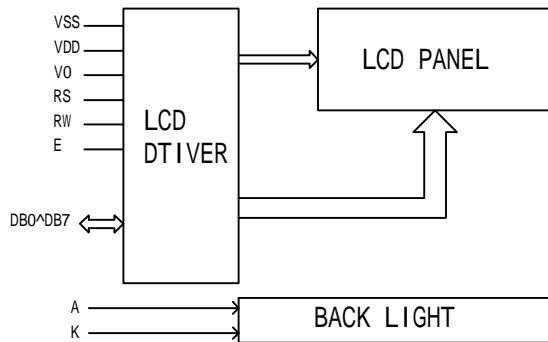 VSS
VDD
VO
RS
RW
E
DB0^DB7
LCD
DTIVER
LCD PANEL
A
K
BACK LIGHT